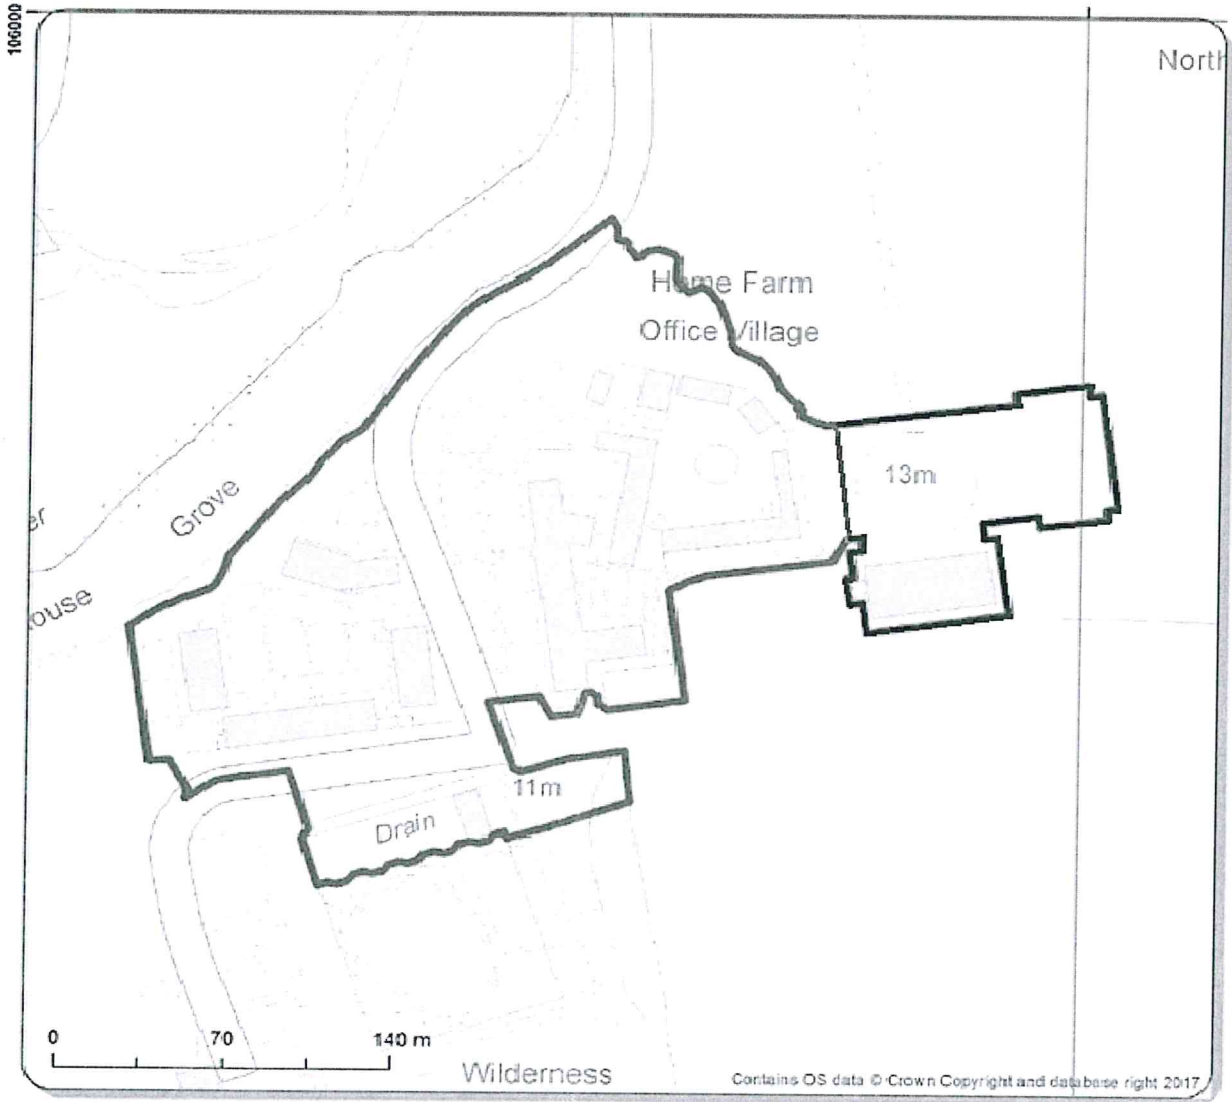 106000
North
Home Farm
Office Village
13m
Grove
er
ouse
11m
Drain
0 70 140 m
Wilderness
Contains OS data © Crown Copyright and database right 2017